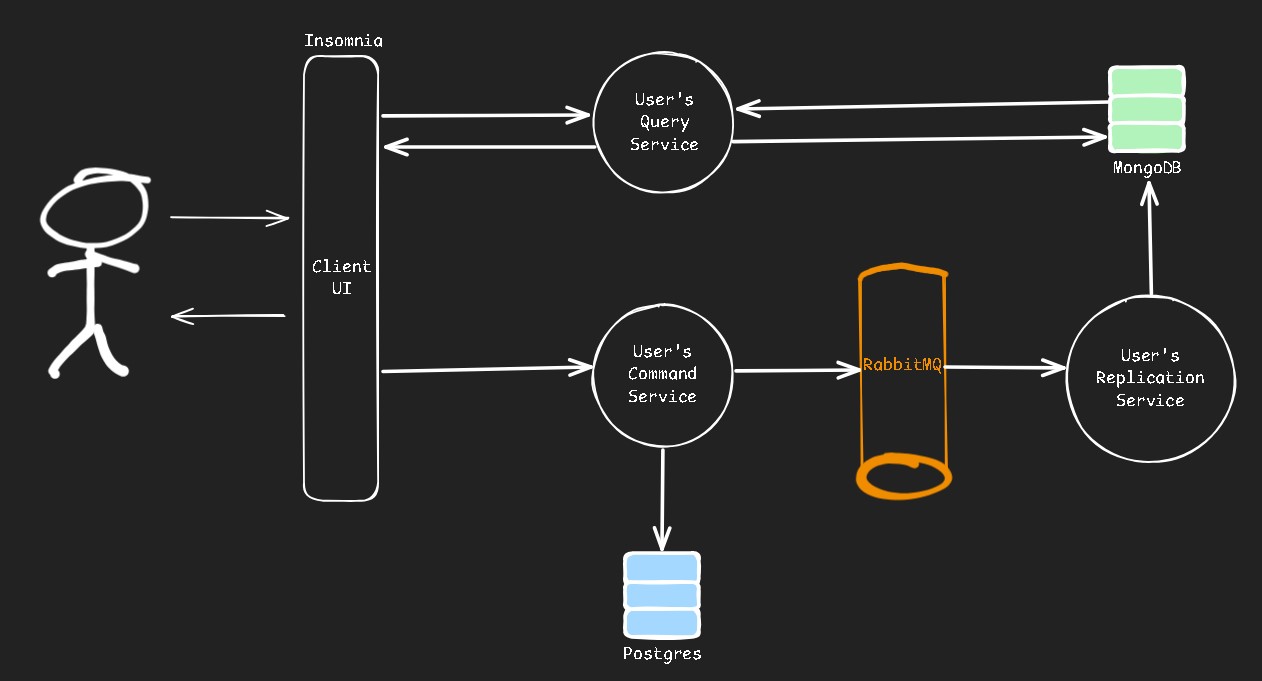 Insomnia
User's
Query
Service
MongoDB
Client
UI
User's
Command
Service
RabbitMQ
User's
Replication
Service
Postgres